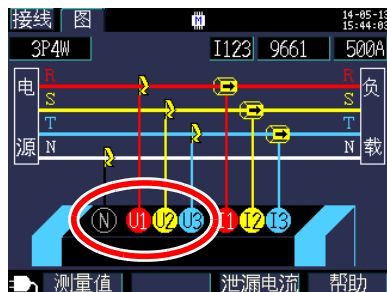 接线 图 M 14-05-13
15:44:03
3P4W I123 9661 500A
电 R R 负
S S
T T
源 N N 载
N U1 U2 U3 I1 I2 I3
测量值 泄漏电流 帮助